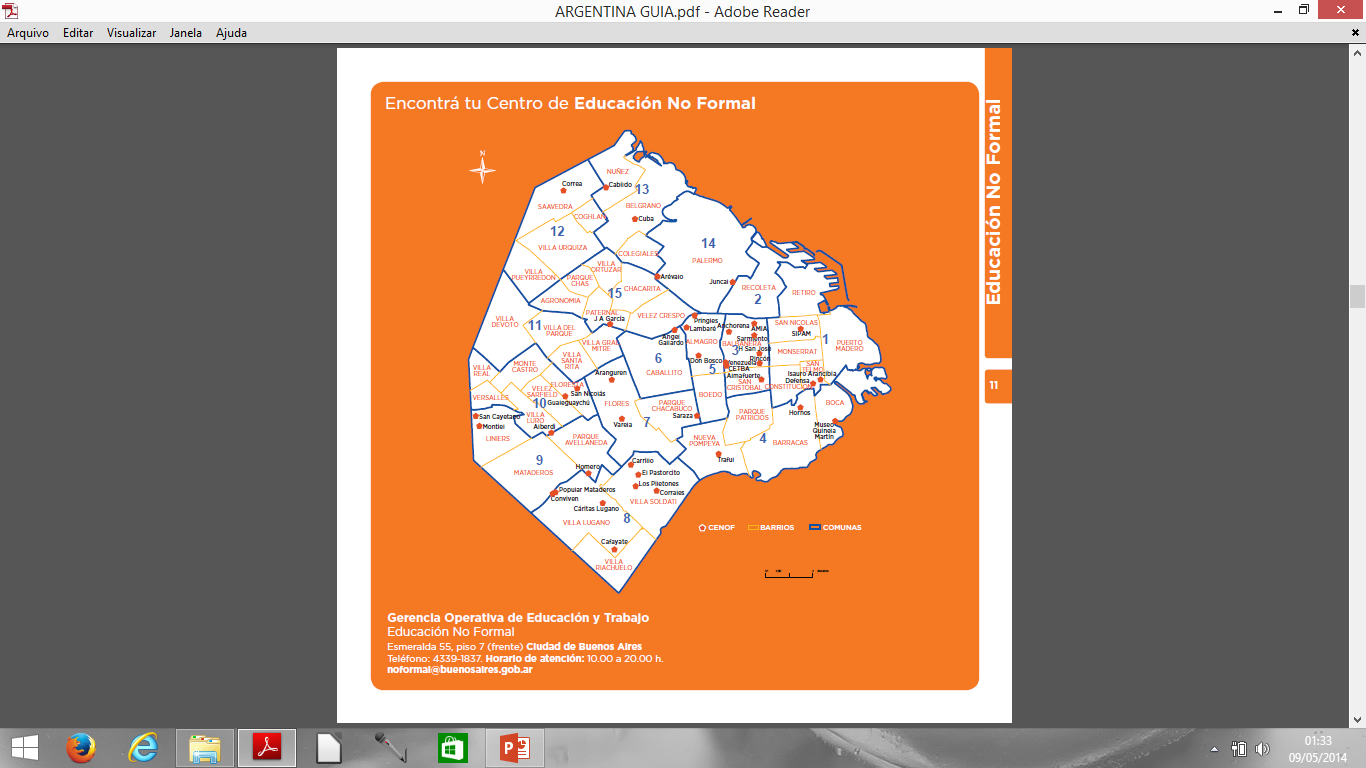 ARGENTINA GUIA.pdf - Adobe Reader
Arquivo Editar Visualizar Janela Ajuda
Encontrá tu Centro de Educación No Formal
Educación No Formal
11
N
NUÑEZ
Correa
Cabildo
13
SAAVEDRA
BELGRANO
COGHLAN
Cuba
12
VILLA URQUIZA
14
COLEGIALES
PALERMO
VILLA
ORTUZAR
VILLA
PUEYRREDON
PARQUE
CHAS
Arévalo
Juncal
CHACARITA
RECOLETA
RETIRO
15
2
AGRONOMIA
PATERNAL
J A García
VELEZ CRESPO
VILLA
DEVOTO
11
VILLA DEL
PARQUE
Pringles
Lambaré
Anchorena
AMIA
SAN NICOLAS
SIPAM
1
Angel
Gallardo
ALMAGRO
Sarmiento
BALVANERA
H San José
3
PUERTO
MADERO
VILLA GRAL
MITRE
MONSERRAT
Rincón
VILLA
SANTA
RITA
6
Don Bosco
Venezuela
CETBA
Almafuerte
SAN
TELMO
VILLA
REAL
MONTE
CASTRO
Aranguren
CABALLITO
5
SAN
CRISTOBAL
Isauro Arancibia
Defensa
CONSTITUCION
VERSALLES
VELEZ
SARFIELD
FLORESTA
San Nicolás
Gualeguaychú
10
BOEDO
FLORES
PARQUE
CHACABUCO
BOCA
San Cayetano
Montiel
VILLA
LURO
Alberdi
Saraza
PARQUE
PATRICIOS
Hornos
Varela
7
Museo
Quinela
Martín
LINIERS
PARQUE
AVELLANEDA
NUEVA
POMPEYA
4
BARRACAS
9
MATADEROS
Homero
Carrillo
Traful
El Pastorcito
Los Piletones
Corrales
Popular Mataderos
Conviven
VILLA SOLDATI
Cáritas Lugano
VILLA LUGANO
8
Cafayate
VILLA
RIACHUELO
CENOF BARRIOS COMUNAS
Gerencia Operativa de Educación y Trabajo
Educación No Formal
Esmeralda 55, piso 7 (frente) Ciudad de Buenos Aires
Teléfono: 4339-1837. Horario de atención: 10.00 a 20.00 h.
noformal@buenosaires.gob.ar
01:33
09/05/2014